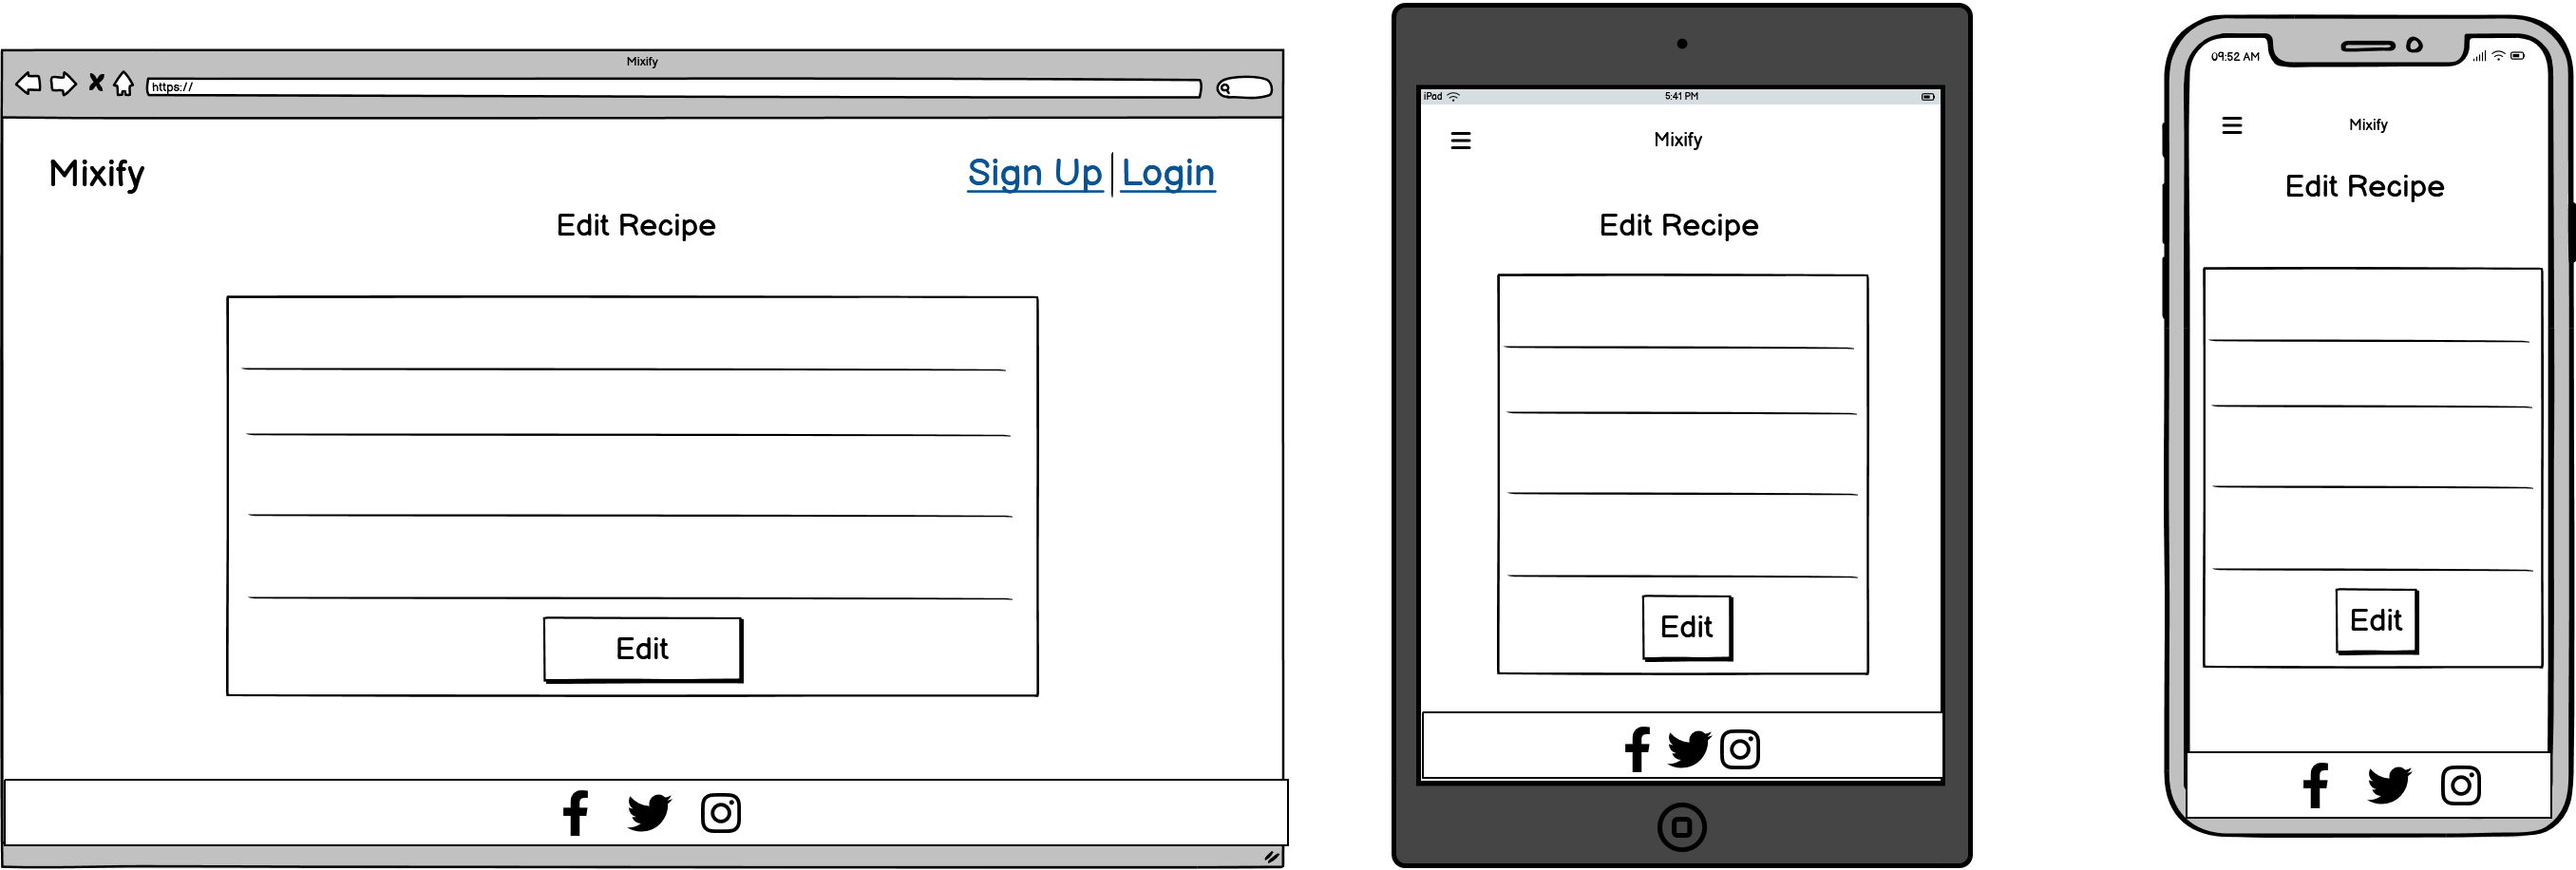 Mixify
https://
Mixify
Sign Up
Login
Edit Recipe
Edit
iPad
5:41 PM
Mixify
Edit Recipe
Edit
09:52 AM
Mixify
Edit Recipe
Edit